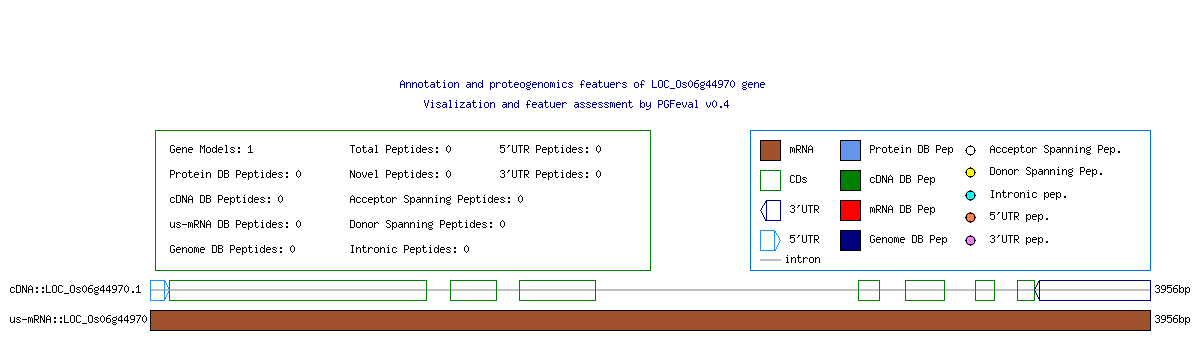 Annotation and proteogenomics featuers of LOC_Os06g44970 gene
Visalization and featuer assessment by PGFeval v0.4
Gene Models: 1 Total Peptides: 0 5'UTR Peptides: 0
Protein DB Peptides: 0 Novel Peptides: 0 3'UTR Peptides: 0
cDNA DB Peptides: 0 Acceptor Spanning Peptides: 0
us-mRNA DB Peptides: 0 Donor Spanning Peptides: 0
Genome DB Peptides: 0 Intronic Peptides: 0
mRNA Protein DB Pep Acceptor Spanning Pep.
CDs cDNA DB Pep Donor Spanning Pep.
3'UTR mRNA DB Pep Intronic pep.
5'UTR Genome DB Pep 5'UTR pep.
intron 3'UTR pep.
cDNA::LOC_Os06g44970.1 3956bp
us-mRNA::LOC_Os06g44970 3956bp